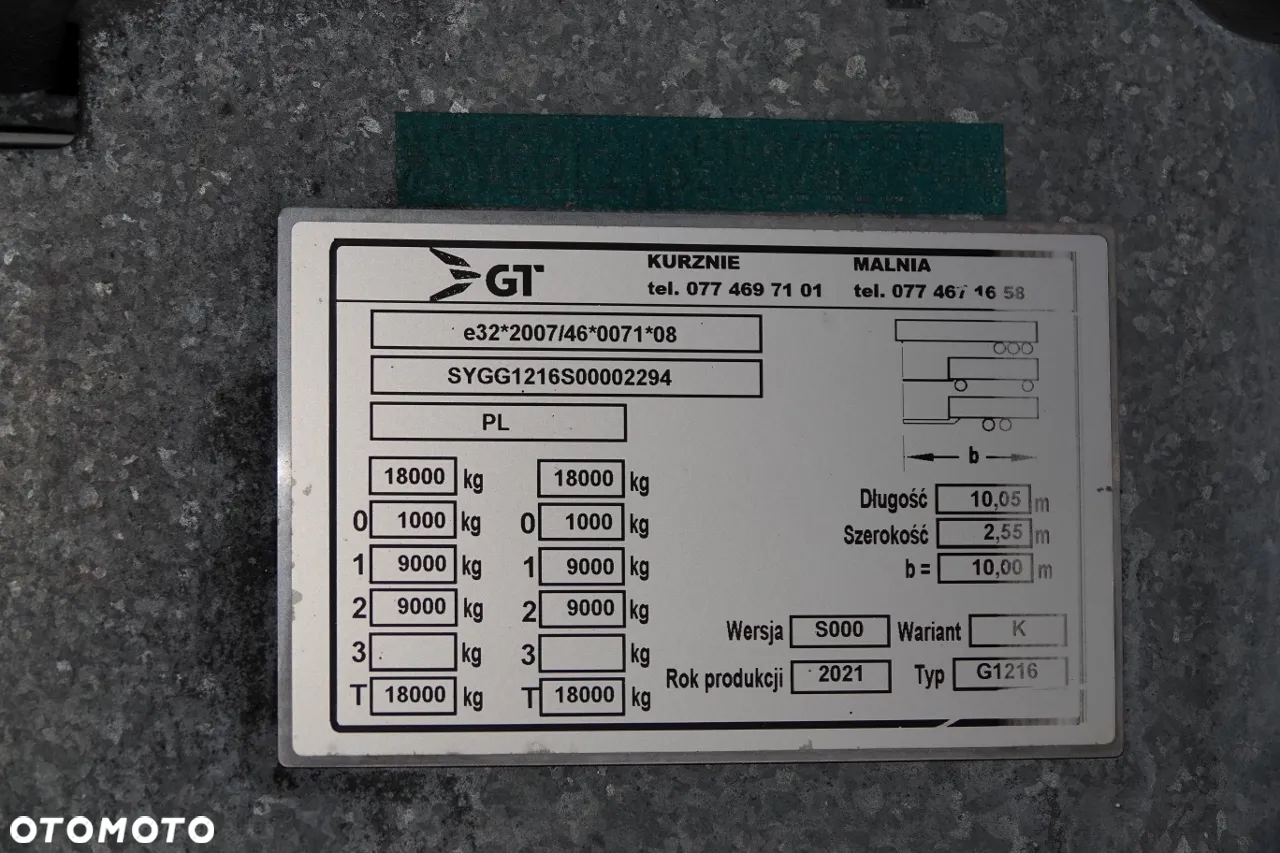 GT
KURZNIE MALNIA
tel. 077 469 71 01 tel. 077 467 16 58
e32*2007/46*0071*08
SYGG1216S00002294
PL
18000 kg 18000 kg
0 1000 kg 0 1000 kg
1 9000 kg 1 9000 kg
2 9000 kg 2 9000 kg
3 kg 3 kg
T 18000 kg T 18000 kg
b
Długość 10,05 m
Szerokość 2,55 m
b = 10,00 m
Wersja S000 Wariant K
Rok produkcji 2021 Typ G1216
OTOMOTO